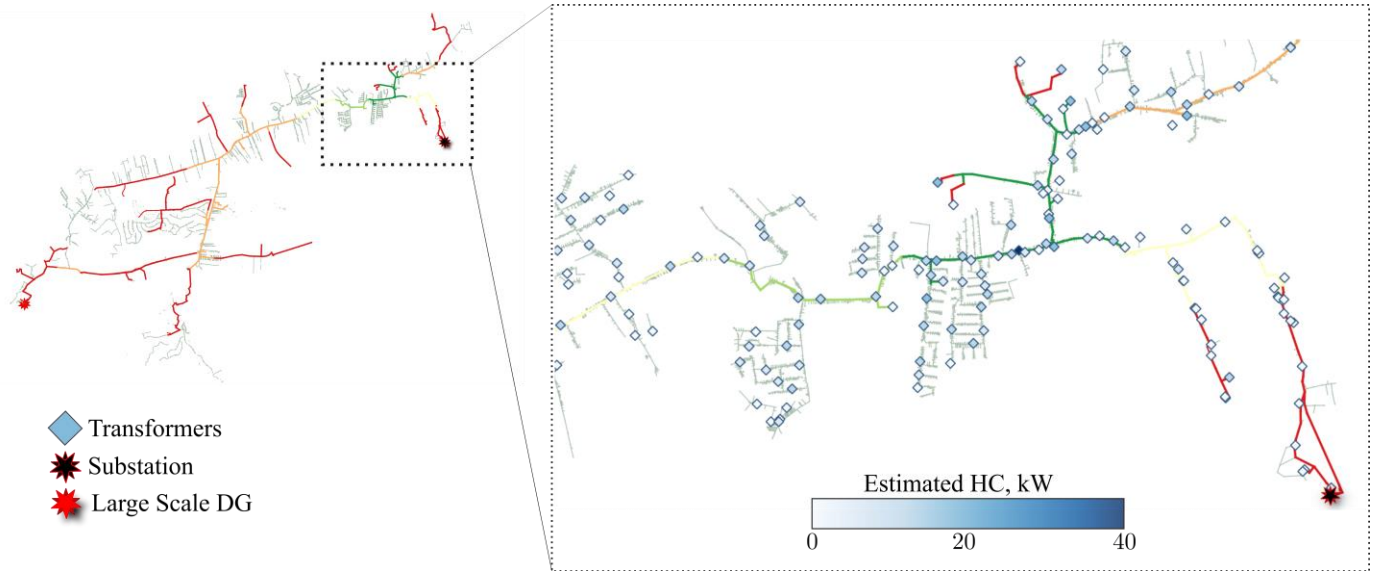 Transformers
Substation
Large Scale DG
Estimated HC, kW
0 20 40